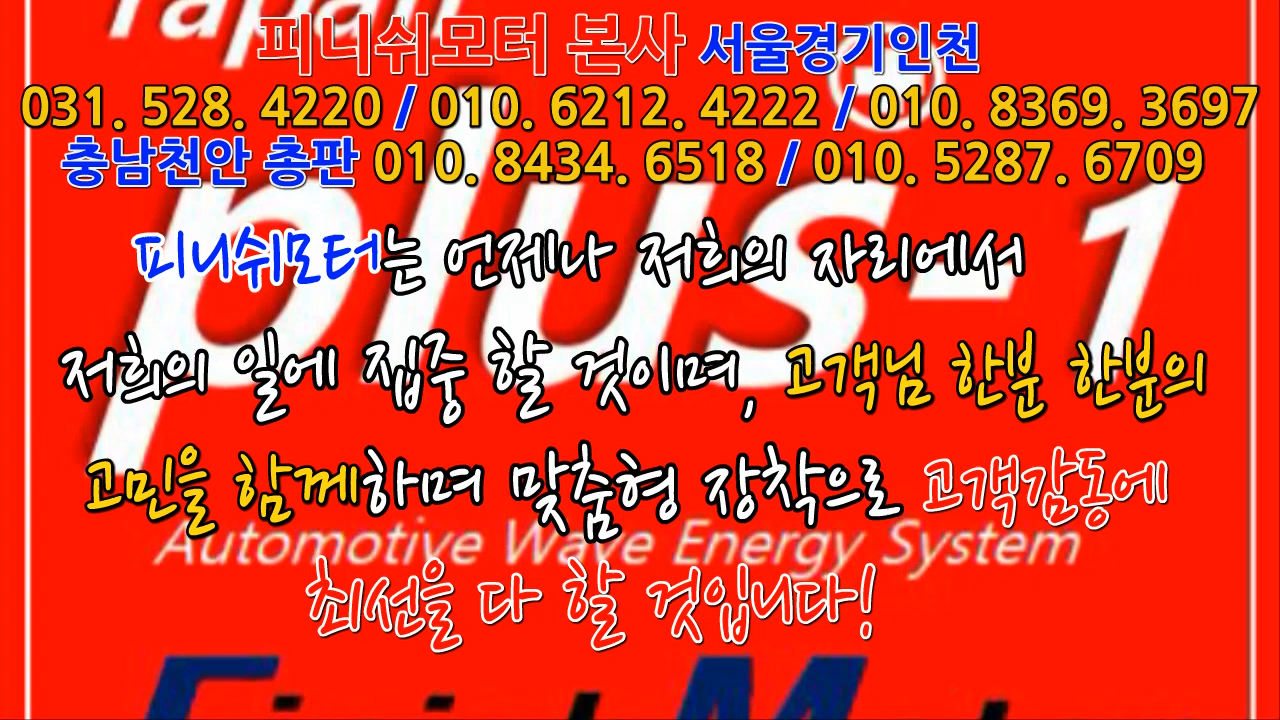 피니쉬모터 본사 서울경기인천
031. 528. 4220 / 010. 6212. 4222 / 010. 8369. 3697
충남천안 총판 010. 8434. 6518 / 010. 5287. 6709
plus-1
피니쉬모터는 언제나 저희의 자리에서
저희의 일에 집중 할 것이며, 고객님 한분 한분의
고민을 함께하며 맞춤형 장착으로 고객감동에
Automotive Wave Energy System
최선을 다 할 것입니다!